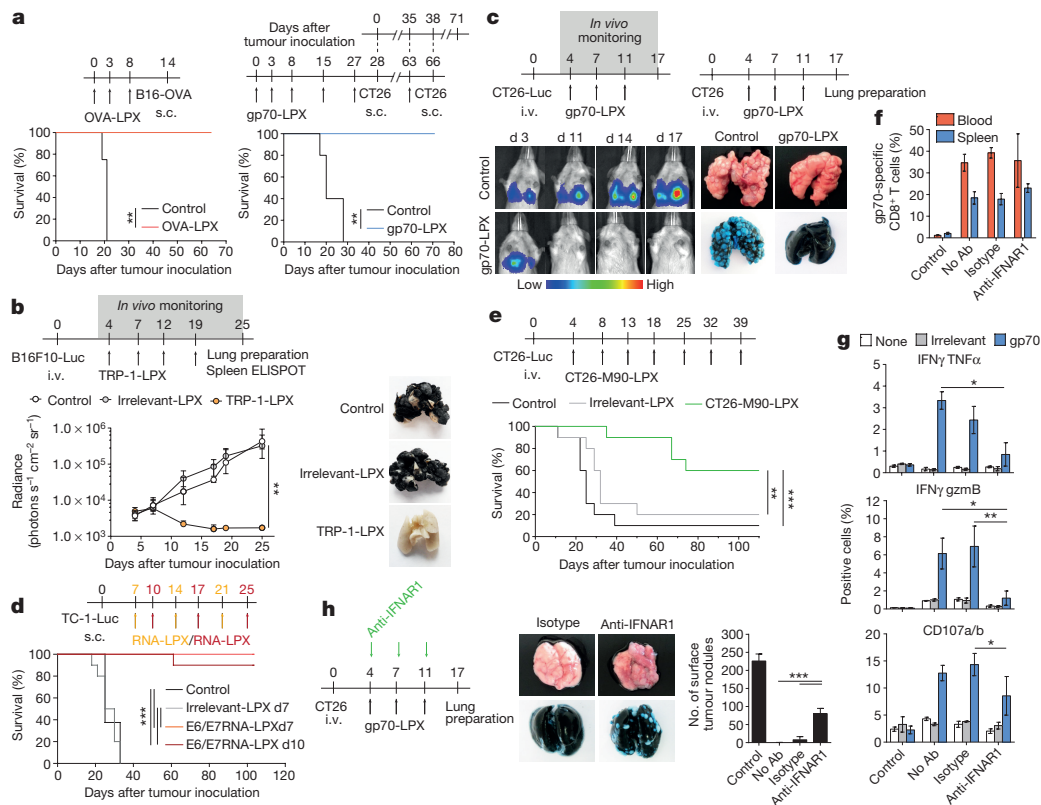 a
Days after
tumour inoculation
0 35 38 71
0 3 8 14
B16-OVA
OVA-LPX s.c.
0 3 8 15 27 28 63 66
CT26 CT26
gp70-LPX s.c. s.c.
Survival (%)
100
80
60
40
20
0
**
Control
OVA-LPX
0 10 20 30 40 50 60 70
Days after tumour inoculation
Survival (%)
100
80
60
40
20
0
**
Control
gp70-LPX
0 10 20 30 40 50 60 70 80
Days after tumour inoculation
b
In vivo monitoring
0 4 7 12 19 25
B16F10-Luc
i.v.
TRP-1-LPX
Lung preparation
Spleen ELISPOT
Control Irrelevant-LPX TRP-1-LPX
Radiance
(photons s⁻¹ cm⁻² sr⁻¹)
1.0 × 10⁶
1.0 × 10⁵
1.0 × 10⁴
1.0 × 10³
**
0 5 10 15 20 25
Days after tumour inoculation
Control
Irrelevant-LPX
TRP-1-LPX
c
In vivo
monitoring
0 4 7 11 17
CT26-Luc
i.v.
gp70-LPX
0 4 7 11 17
CT26
i.v.
gp70-LPX
Lung preparation
d 3 d 11 d 14 d 17
Control
gp70-LPX
Low High
Control gp70-LPX
d
0 7 10 14 17 21 25
TC-1-Luc
s.c.
RNA-LPX/RNA-LPX
Survival (%)
100
80
60
40
20
0
***
Control
Irrelevant-LPX d7
E6/E7RNA-LPXd7
E6/E7RNA-LPX d10
0 20 40 60 80 100 120
Days after tumour inoculation
e
0 4 8 13 18 25 32 39
CT26-Luc
i.v.
CT26-M90-LPX
Control Irrelevant-LPX CT26-M90-LPX
Survival (%)
100
80
60
40
20
0
**
***
0 20 40 60 80 100
Days after tumour inoculation
f
Blood
Spleen
gp70-specific
CD8⁺ T cells (%)
50
40
30
20
10
0
Control
No Ab
Isotype
Anti-IFNAR1
g
None Irrelevant gp70
IFNγ TNFα
5
4
3
2
1
0
*
IFNγ gzmB
10
8
6
4
2
0
*
**
Positive cells (%)
CD107a/b
20
15
10
5
0
*
Control
No Ab
Isotype
Anti-IFNAR1
h
Anti-IFNAR1
0 4 7 11 17
CT26
i.v.
gp70-LPX
Lung
preparation
Isotype Anti-IFNAR1
No. of surface
tumour nodules
300
250
200
150
100
50
0
***
Control
No Ab
Isotype
Anti-IFNAR1